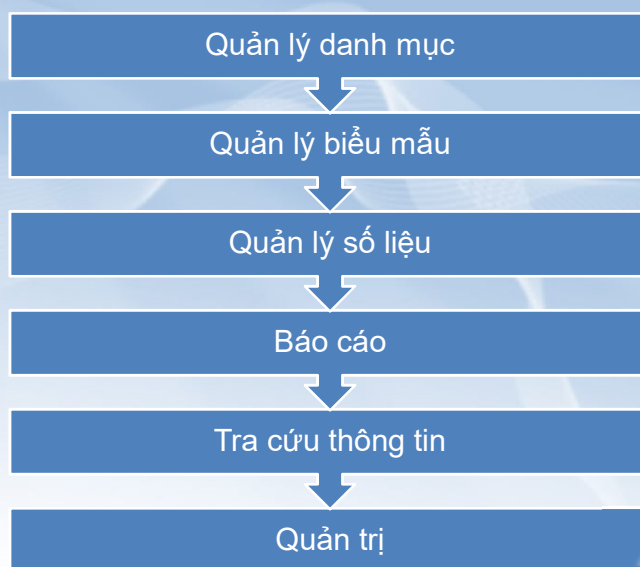 Quản lý danh mục
Quản lý biểu mẫu
Quản lý số liệu
Báo cáo
Tra cứu thông tin
Quản trị